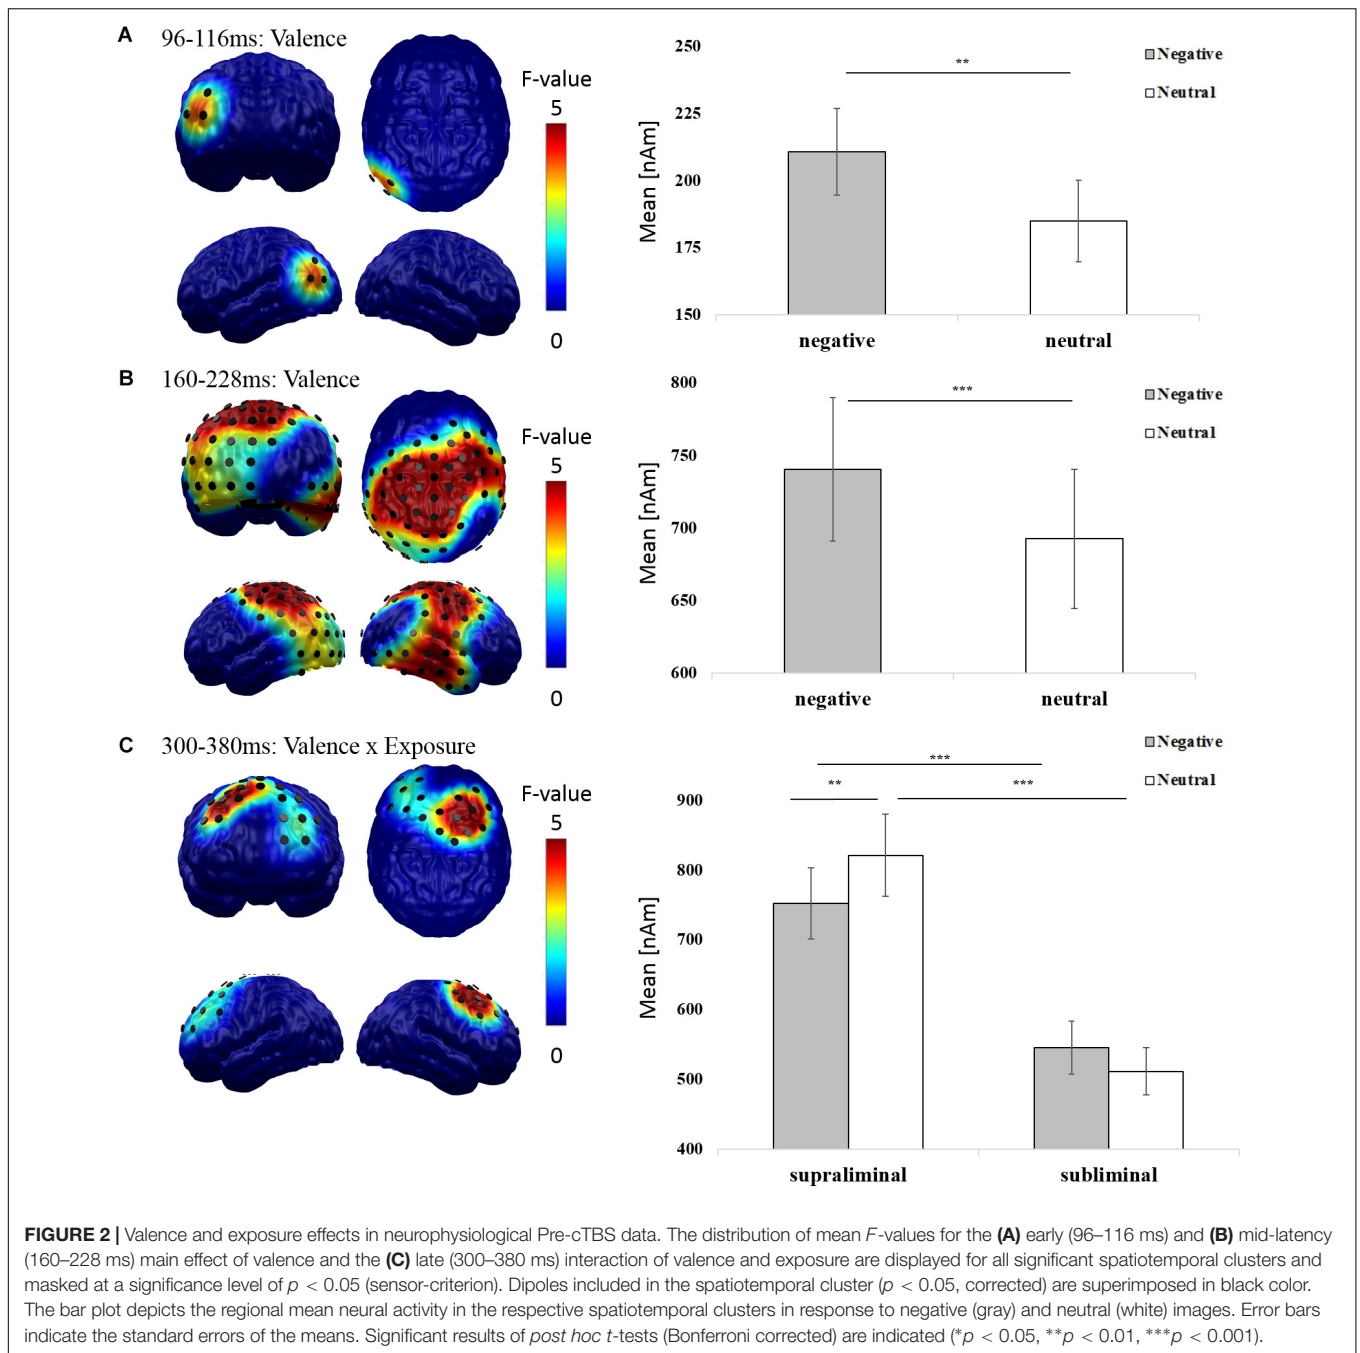 A 96-116ms: Valence
F-value
5
0
250
225
200
175
150
Mean [nAm]
**
Negative
Neutral
negative neutral
B 160-228ms: Valence
F-value
5
0
800
750
700
650
600
Mean [nAm]
***
Negative
Neutral
negative neutral
C 300-380ms: Valence x Exposure
F-value
5
0
900
800
700
600
500
400
Mean [nAm]
***
** ***
Negative
Neutral
supraliminal subliminal
FIGURE 2 | Valence and exposure effects in neurophysiological Pre-cTBS data. The distribution of mean F-values for the (A) early (96–116 ms) and (B) mid-latency
(160–228 ms) main effect of valence and the (C) late (300–380 ms) interaction of valence and exposure are displayed for all significant spatiotemporal clusters and
masked at a significance level of p < 0.05 (sensor-criterion). Dipoles included in the spatiotemporal cluster (p < 0.05, corrected) are superimposed in black color.
The bar plot depicts the regional mean neural activity in the respective spatiotemporal clusters in response to negative (gray) and neutral (white) images. Error bars
indicate the standard errors of the means. Significant results of post hoc t-tests (Bonferroni corrected) are indicated (*p < 0.05, **p < 0.01, ***p < 0.001).